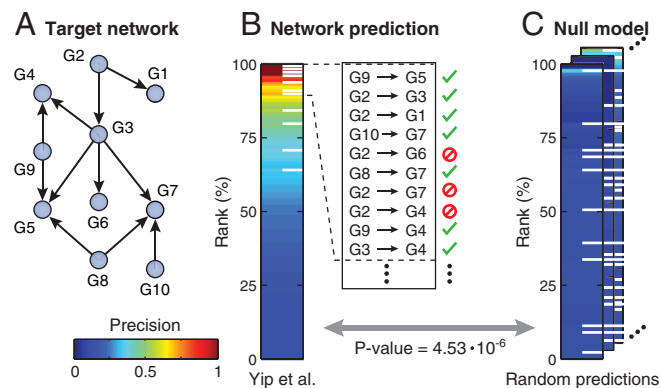 A Target network
G2
G4
G1
G3
G9
G7
G5
G6
G8
G10
Precision
0 0.5 1
B Network prediction
100
75
50
25
0
Rank (%)
G9 → G5 ✓
G2 → G3 ✓
G2 → G1 ✓
G10 → G7 ✓
G2 → G6 🚫
G8 → G7 ✓
G2 → G7 🚫
G2 → G4 🚫
G9 → G4 ✓
G3 → G4 ✓
Yip et al.
P-value = 4.53·10⁻⁶
C Null model
100
75
50
25
0
Rank (%)
Random predictions